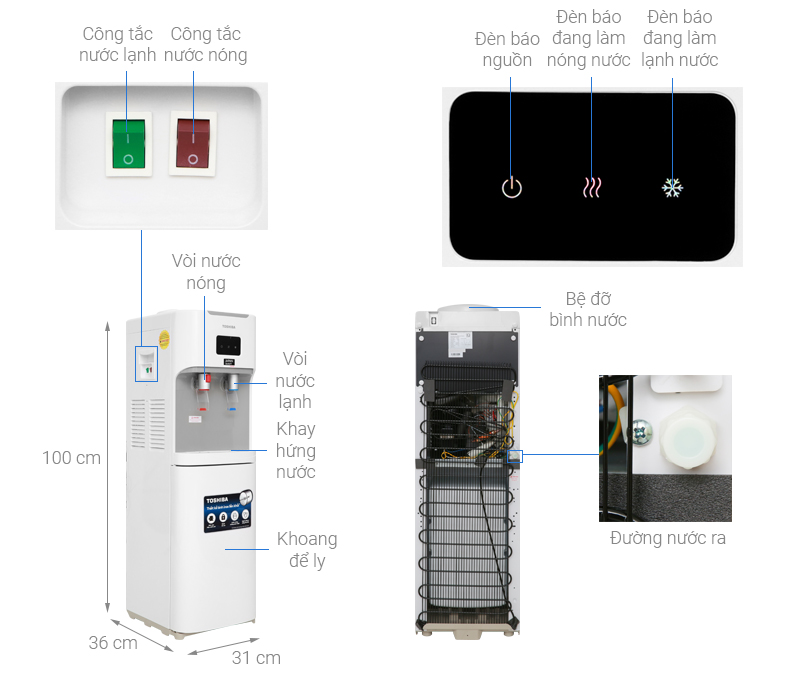 Công tắc
nước lạnh
Công tắc
nước nóng
Đèn báo
nguồn
Đèn báo
đang làm
nóng nước
Đèn báo
đang làm
lạnh nước
Vòi nước
nóng
TOSHIBA
Vòi
nước
lạnh
Khay
hứng
nước
100 cm
TOSHIBA
Khoang
để ly
36 cm
31 cm
Bệ đỡ
bình nước
Đường nước ra